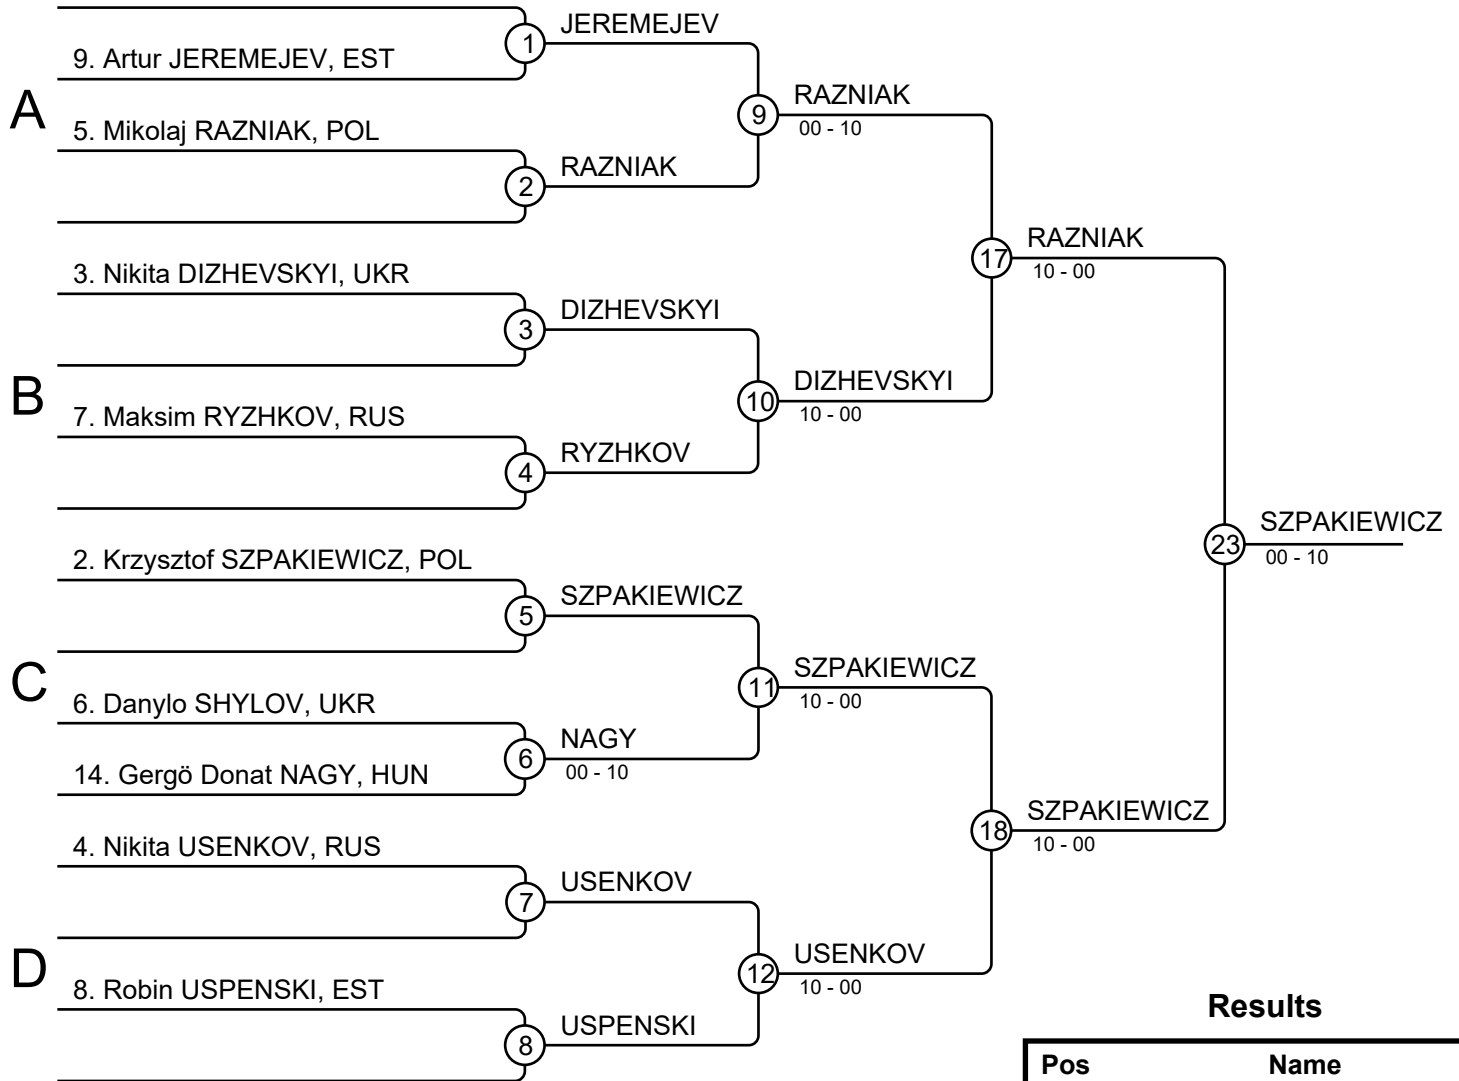 A
9. Artur JEREMEJEV, EST
5. Mikolaj RAZNIAK, POL
B
3. Nikita DIZHEVSKYI, UKR
7. Maksim RYZHKOV, RUS
C
2. Krzysztof SZPAKIEWICZ, POL
6. Danylo SHYLOV, UKR
14. Gergö Donat NAGY, HUN
D
4. Nikita USENKOV, RUS
8. Robin USPENSKI, EST
1
JEREMEJEV
2
RAZNIAK
3
DIZHEVSKYI
4
RYZHKOV
5
SZPAKIEWICZ
6
NAGY
00 - 10
7
USENKOV
8
USPENSKI
9
RAZNIAK
00 - 10
10
DIZHEVSKYI
10 - 00
11
SZPAKIEWICZ
10 - 00
12
USENKOV
10 - 00
17
RAZNIAK
10 - 00
18
SZPAKIEWICZ
10 - 00
23
SZPAKIEWICZ
00 - 10
Results
Pos Name